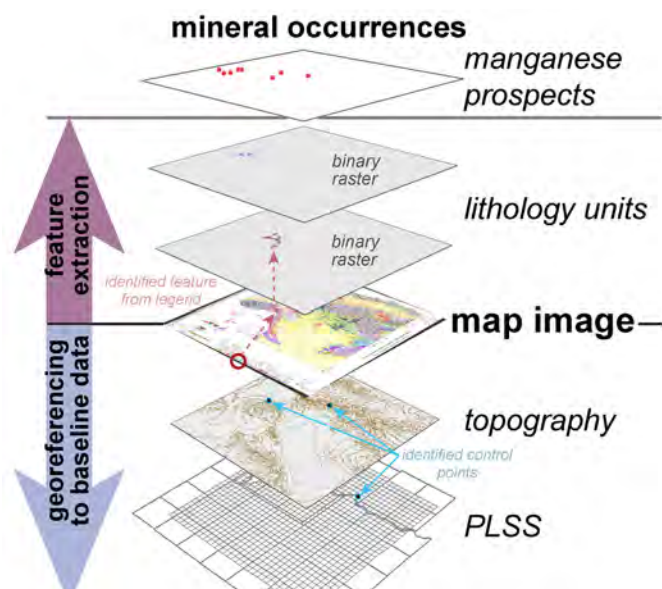 mineral occurrences
manganese
prospects
binary
raster
lithology units
binary
raster
feature
extraction
identified feature
from legend
map image
georeferencing
to baseline data
topography
identified control
points
PLSS